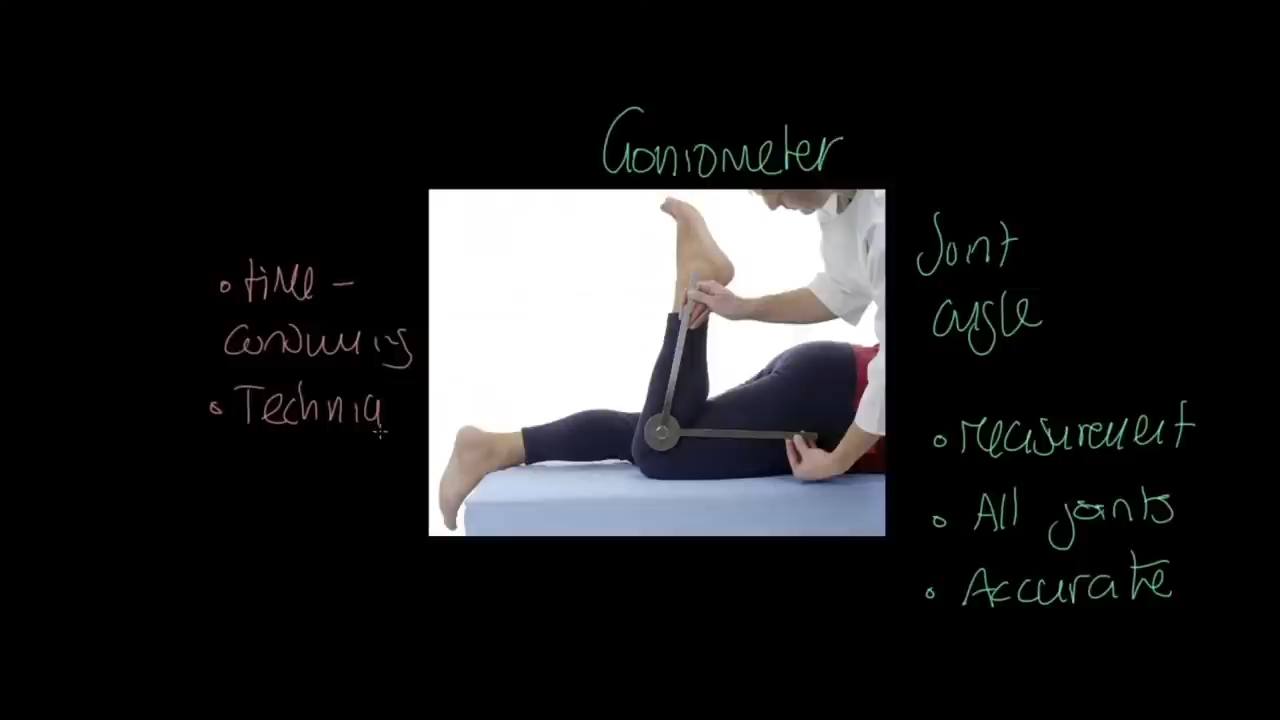 Goniometer
• time -
consuming
• Techniq
Joint
angle
• measurement
• All joints
• Accurate